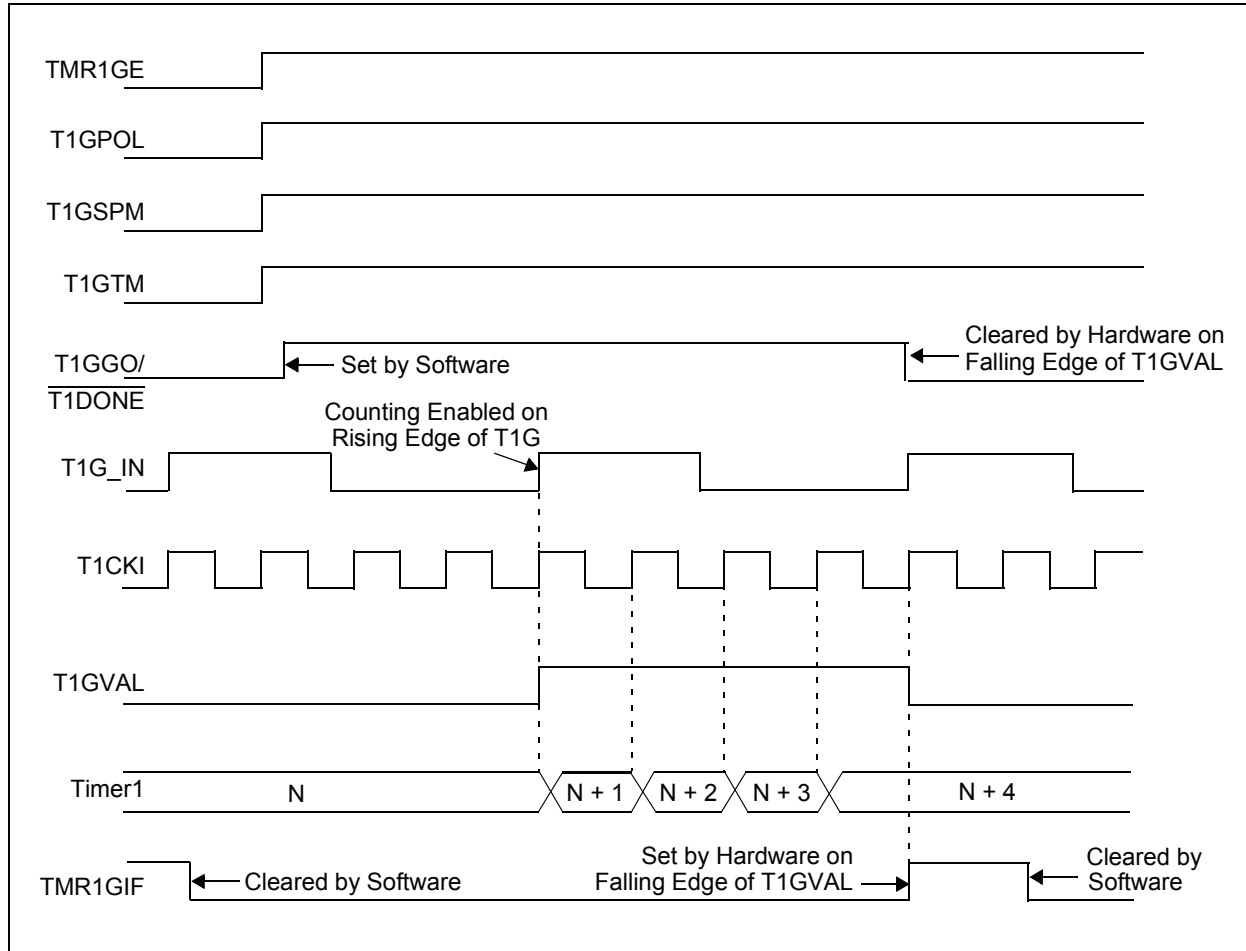 TMR1GE
T1GPOL
T1GSPM
T1GTM
T1GGO/
T1DONE
Set by Software
Cleared by Hardware on
Falling Edge of T1GVAL
Counting Enabled on
Rising Edge of T1G
T1G_IN
T1CKI
T1GVAL
Timer1
N
N + 1
N + 2
N + 3
N + 4
TMR1GIF
Cleared by Software
Set by Hardware on
Falling Edge of T1GVAL
Cleared by
Software